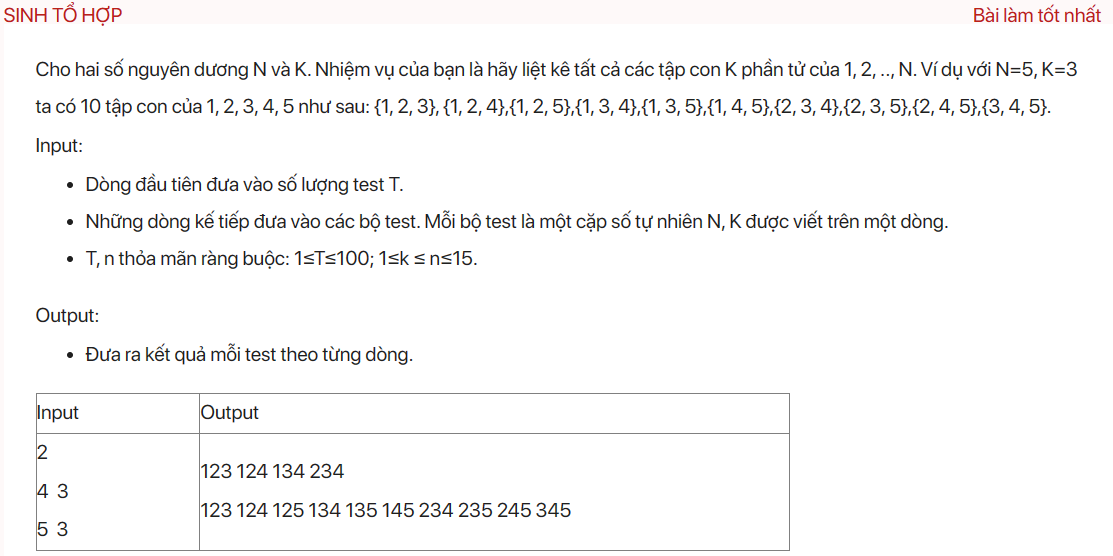 SINH TỔ HỢP
Bài làm tốt nhất
Cho hai số nguyên dương N và K. Nhiệm vụ của bạn là hãy liệt kê tất cả các tập con K phần tử của 1, 2, .., N. Ví dụ với N=5, K=3
ta có 10 tập con của 1, 2, 3, 4, 5 như sau: {1, 2, 3}, {1, 2, 4},{1, 2, 5},{1, 3, 4},{1, 3, 5},{1, 4, 5},{2, 3, 4},{2, 3, 5},{2, 4, 5},{3, 4, 5}.
Input:
• Dòng đầu tiên đưa vào số lượng test T.
• Những dòng kế tiếp đưa vào các bộ test. Mỗi bộ test là một cặp số tự nhiên N, K được viết trên một dòng.
• T, n thỏa mãn ràng buộc: 1≤T≤100; 1≤k ≤ n≤15.
Output:
• Đưa ra kết quả mỗi test theo từng dòng.
Input
Output
2
4 3
5 3
123 124 134 234
123 124 125 134 135 145 234 235 245 345